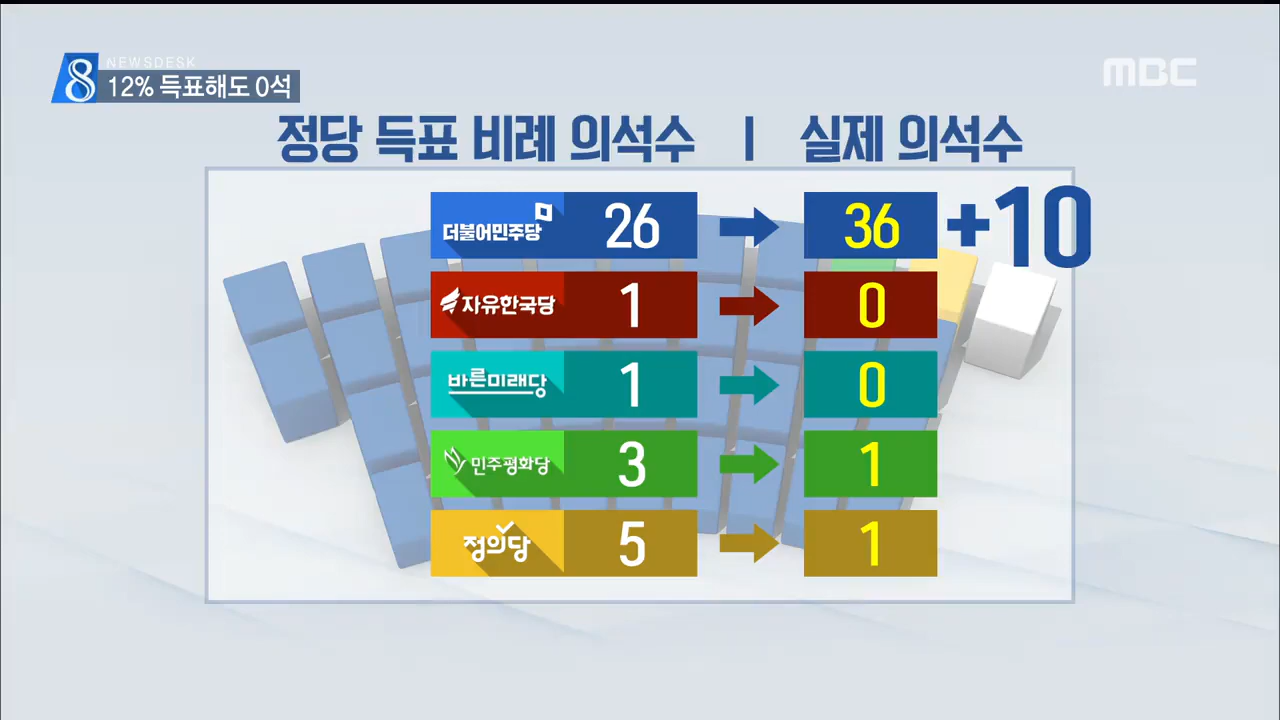 NEWSDESK
8 12% 득표해도 0석
MBC
정당 득표 비례 의석수 | 실제 의석수
더불어민주당 26 36 +10
자유한국당 1 0
바른미래당 1 0
민주평화당 3 1
정의당 5 1